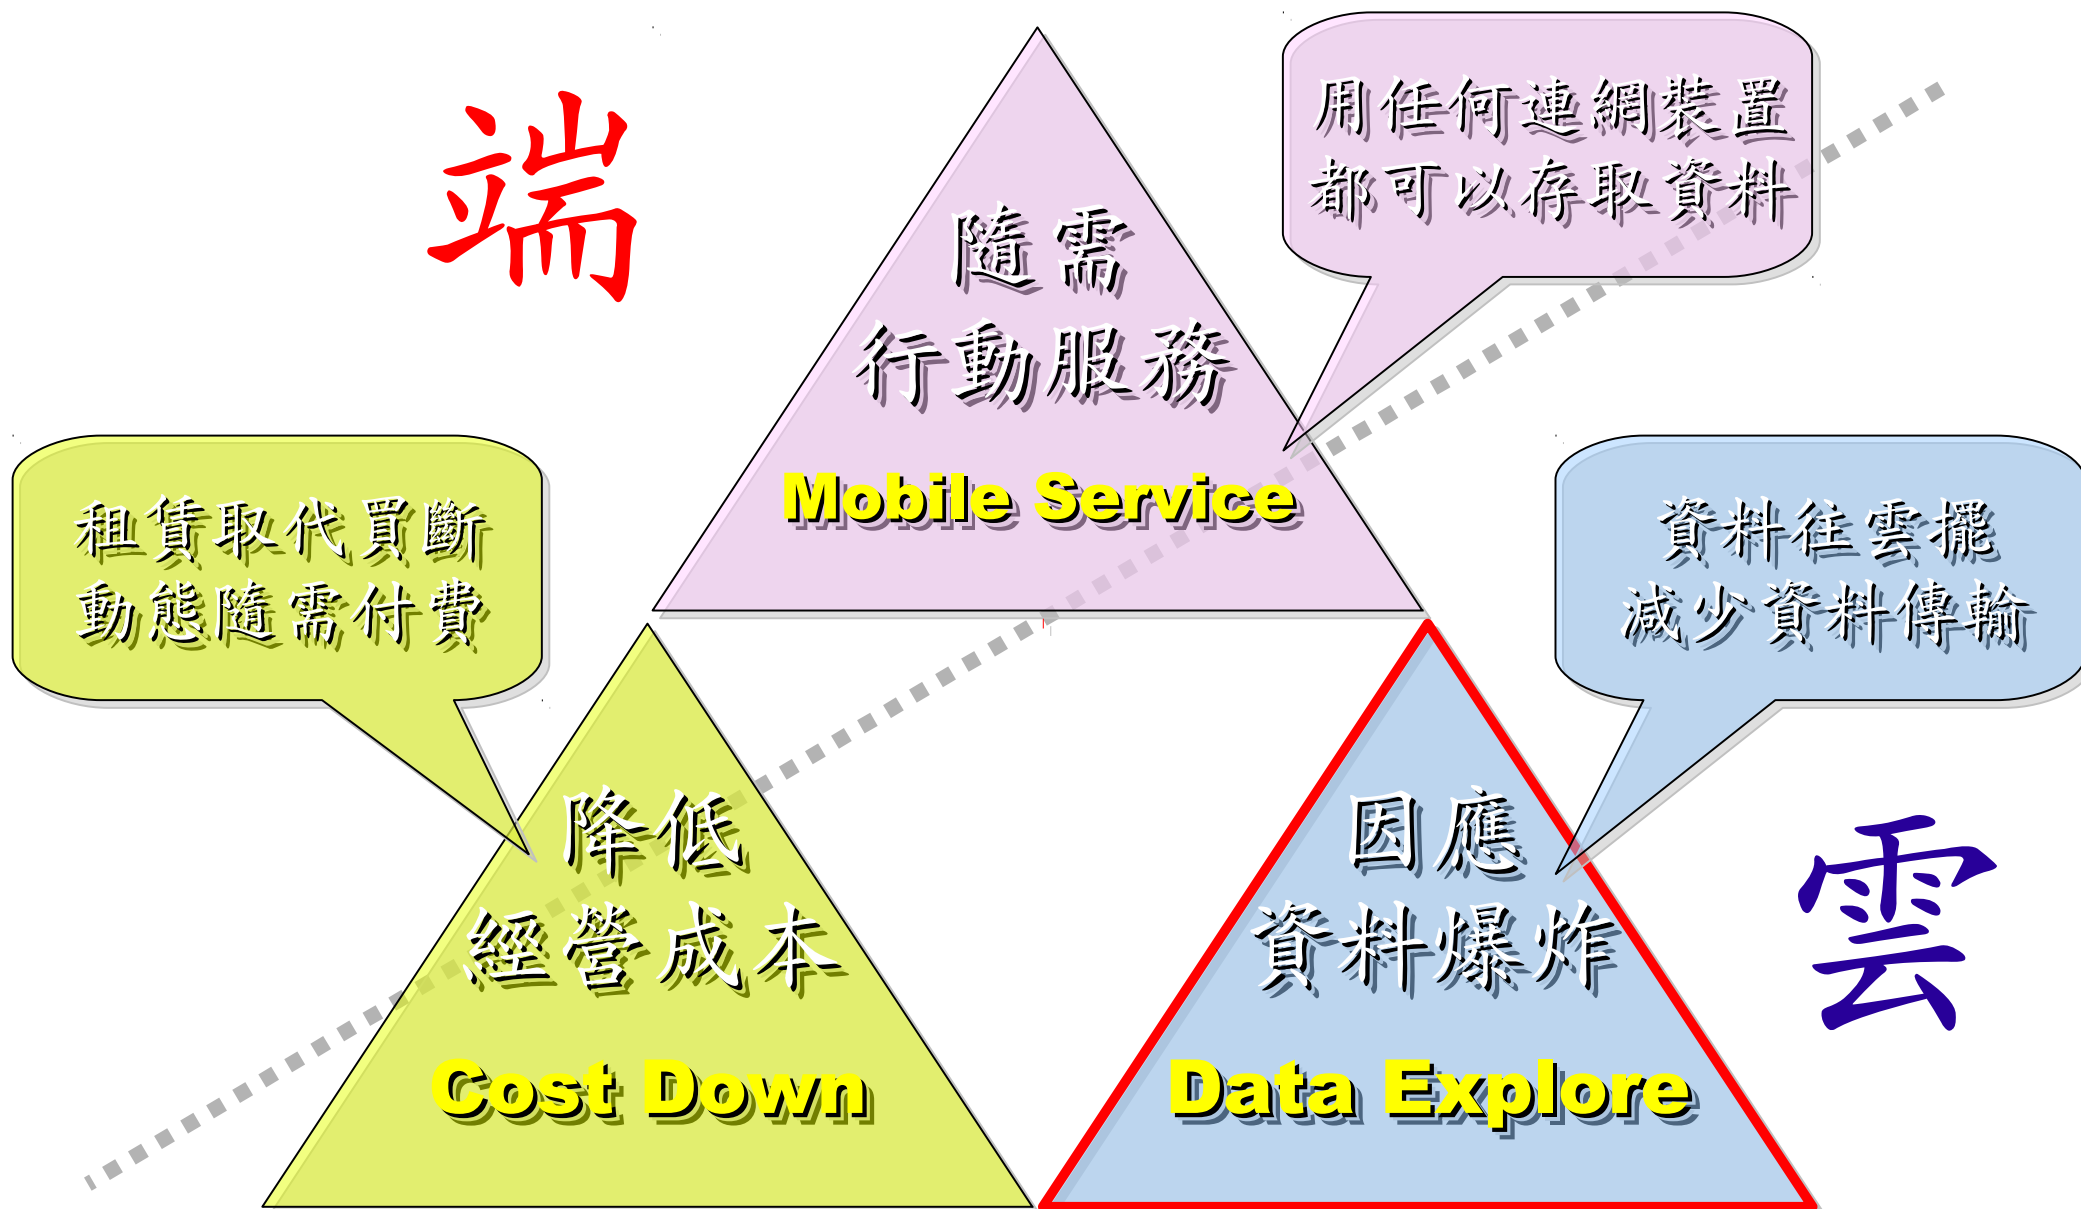 端
用任何連網裝置
都可以存取資料
隨需
行動服務
Mobile Service
租賃取代買斷
動態隨需付費
資料往雲擺
減少資料傳輸
降低
經營成本
Cost Down
因應
資料爆炸
Data Explore
雲